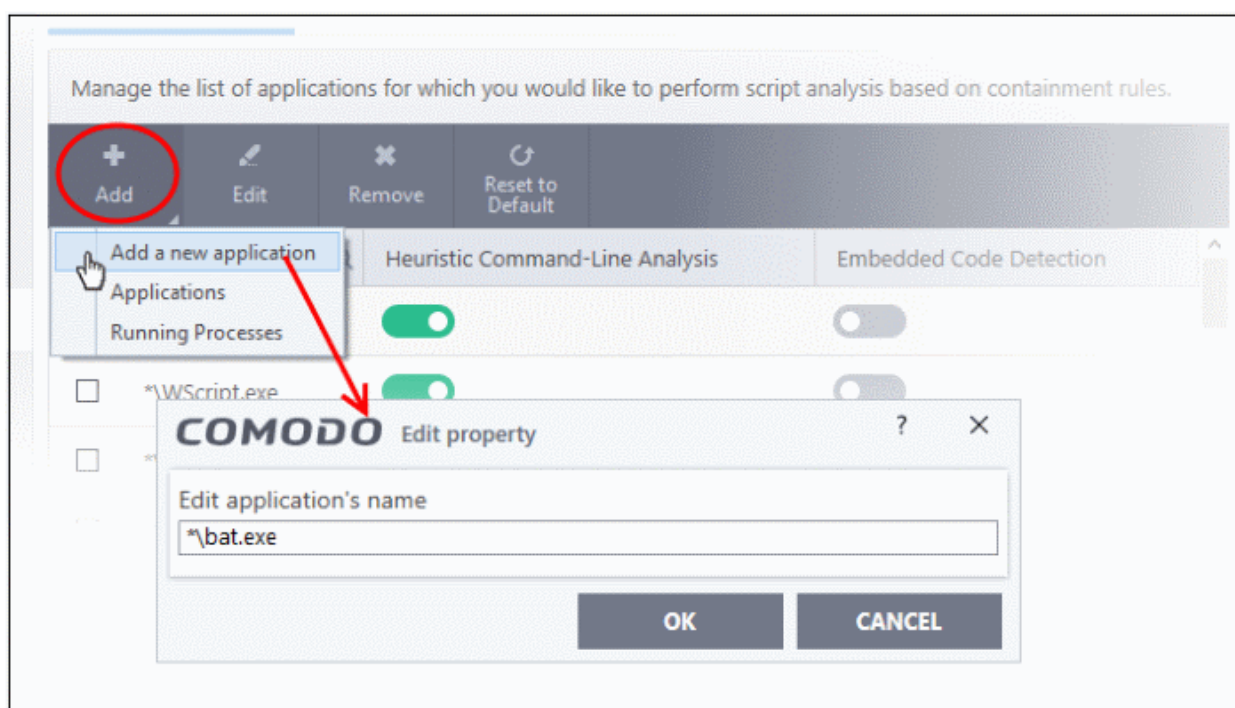 Manage the list of applications for which you would like to perform script analysis based on containment rules.
Add
Edit
Remove
Reset to
Default
Add a new application
Applications
Running Processes
Heuristic Command-Line Analysis
Embedded Code Detection
*\WScript.exe
COMODO Edit property
?
Edit application's name
*\bat.exe
OK
CANCEL